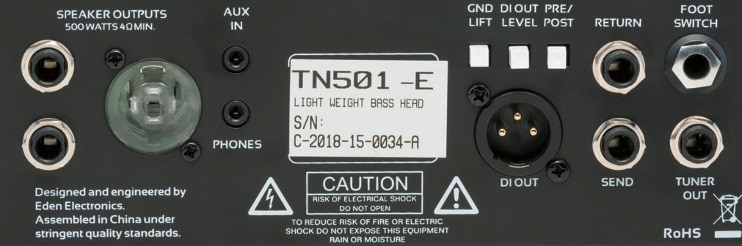 SPEAKER OUTPUTS
500 WATTS 4Ω MIN.
AUX
IN
PHONES
TN501-E
LIGHT WEIGHT BASS HEAD
S/N:
C-2018-15-0034-A
GND
LIFT
DI OUT
LEVEL
PRE/
POST
RETURN
FOOT
SWITCH
DI OUT
SEND
TUNER
OUT
Designed and engineered by
Eden Electronics.
Assembled in China under
stringent quality standards.
CAUTION
RISK OF ELECTRICAL SHOCK
DO NOT OPEN
TO REDUCE RISK OF FIRE OR ELECTRIC
SHOCK DO NOT EXPOSE THIS EQUIPMENT
RAIN OR MOISTURE
RoHS